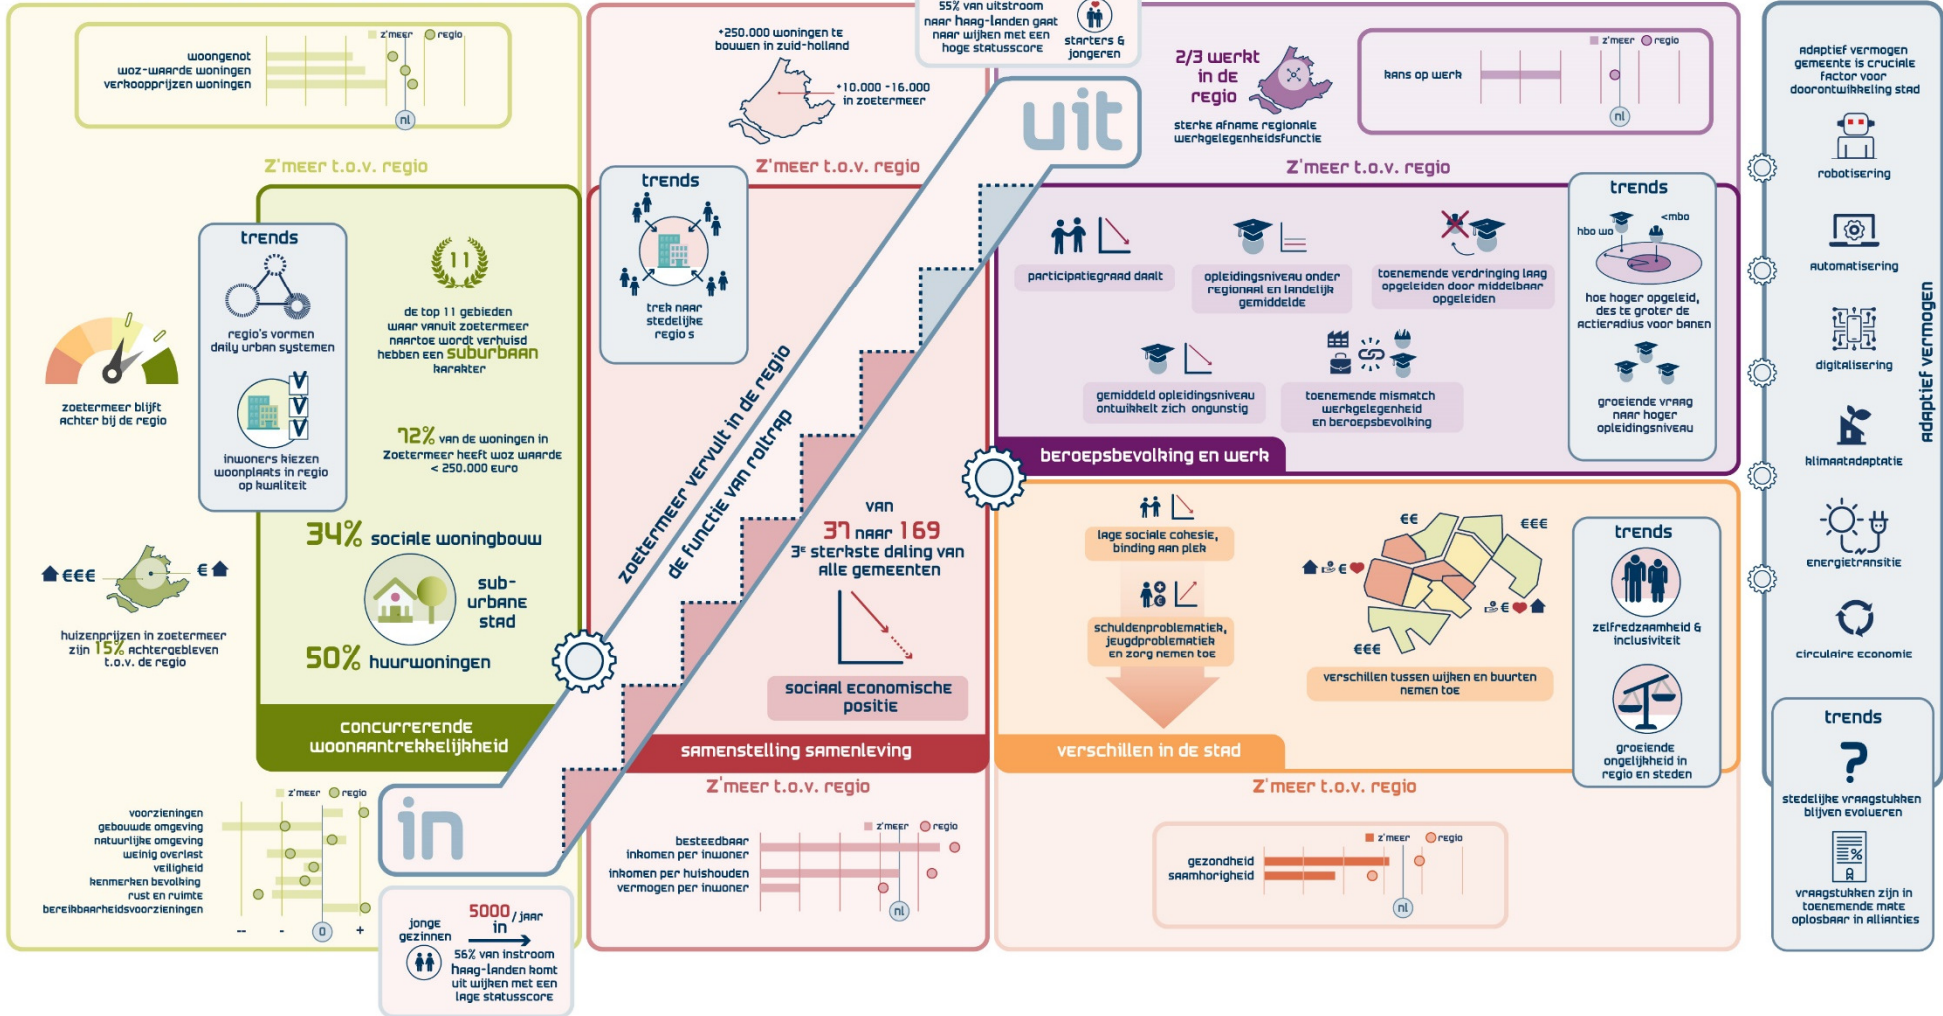 z'meer regio
woongenot
woz-waarde woningen
verkoopprijzen woningen
nl
z'meer t.o.v. regio
trends
regio's vormen
daily urban systemen
inwoners kiezen
woonplaats in regio
op kwaliteit
11
de top 11 gebieden
waar vanuit zoetermeer
naartoe wordt verhuisd
hebben een suburbaan
karakter
72% van de woningen in
zoetermeer heeft woz waarde
< 250.000 euro
34% sociale woningbouw
sub-
urbane
stad
50% huurwoningen
concurrerende
woonaantrekkelijkheid
zoetermeer blijft
achter bij de regio
€€€
€
huizenprijzen in zoetermeer
zijn 15% achtergebleven
t.o.v. de regio
z'meer regio
voorzieningen
gebouwde omgeving
natuurlijke omgeving
weinig overlast
veiligheid
kenmerken bevolking
rust en ruimte
bereikbaarheidsvoorzieningen
-- - 0 +
in
jonge
gezinnen
5000 / jaar
in
56% van instroom
haag-landen komt
uit wijken met een
lage statusscore
zoetermeer vervult in de regio
de functie van roltrap
uit
55% van uitstroom
naar haag-landen gaat
naar wijken met een
hoge statusscore
starters &
jongeren
+250.000 woningen te
bouwen in zuid-holland
+10.000 -16.000
in zoetermeer
z'meer t.o.v. regio
trends
trek naar
stedelijke
regio s
van
37 naar 169
3e sterkste daling van
alle gemeenten
sociaal economische
positie
samenstelling samenleving
z'meer t.o.v. regio
z'meer regio
besteedbaar
inkomen per inwoner
inkomen per huishouden
vermogen per inwoner
nl
2/3 werkt
in de
regio
sterke afname regionale
werkgelegenheidsfunctie
z'meer regio
kans op werk
nl
z'meer t.o.v. regio
participatiegraad daalt
opleidingsniveau onder
regionaal en landelijk
gemiddelde
toenemende verdringing laag
opgeleiden door middelbaar
opgeleiden
gemiddeld opleidingsniveau
ontwikkelt zich ongunstig
toenemende mismatch
werkgelegenheid
en beroepsbevolking
beroepsbevolking en werk
trends
hbo wo
<mbo
hoe hoger opgeleid,
des te groter de
actieradius voor banen
groeiende vraag
naar hoger
opleidingsniveau
lage sociale cohesie,
binding aan plek
€
schuldenproblematiek,
jeugdproblematiek
en zorg nemen toe
€€
€€€
€
€
€€€
verschillen tussen wijken en buurten
nemen toe
verschillen in de stad
trends
zelfredzaamheid &
inclusiviteit
groeiende
ongelijkheid in
regio en steden
z'meer t.o.v. regio
z'meer regio
gezondheid
saamhorigheid
nl
adaptief vermogen
gemeente is cruciale
factor voor
doorontwikkeling stad
robotisering
automatisering
digitalisering
klimaatadaptatie
energietransitie
circulaire economie
adaptief vermogen
trends
?
stedelijke vraagstukken
blijven evolueren
%
vraagstukken zijn in
toenemende mate
oplosbaar in allianties